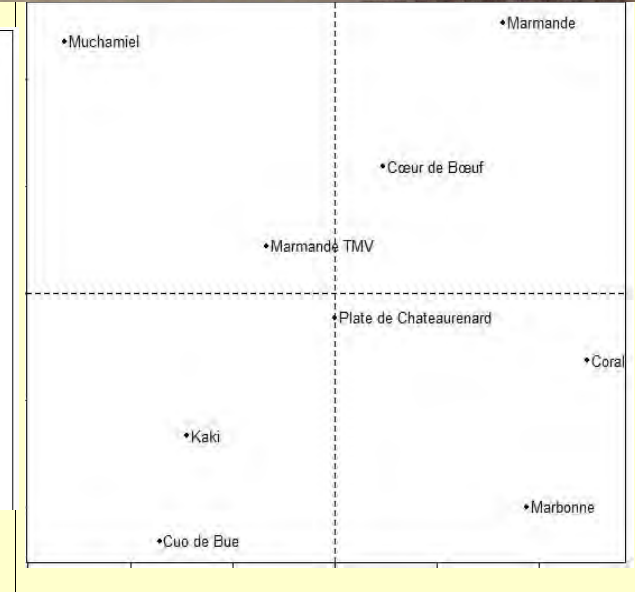 Marmande
Muchamiel
Cœur de Bœuf
Marmande TMV
Plate de Chateaurenard
Coral
Kaki
Marbonne
Cuo de Bue